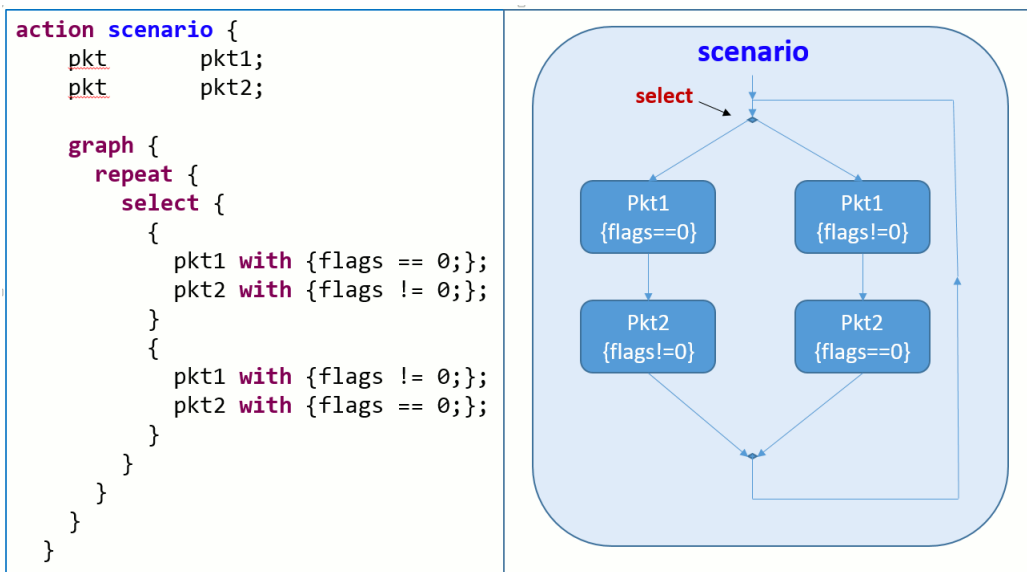 action scenario {
pkt pkt1;
pkt pkt2;
graph {
repeat {
select {
{
pkt1 with {flags == 0;};
pkt2 with {flags != 0;};
}
{
pkt1 with {flags != 0;};
pkt2 with {flags == 0;};
}
}
}
}
}
scenario
select
Pkt1
{flags==0}
Pkt1
{flags!=0}
Pkt2
{flags!=0}
Pkt2
{flags==0}